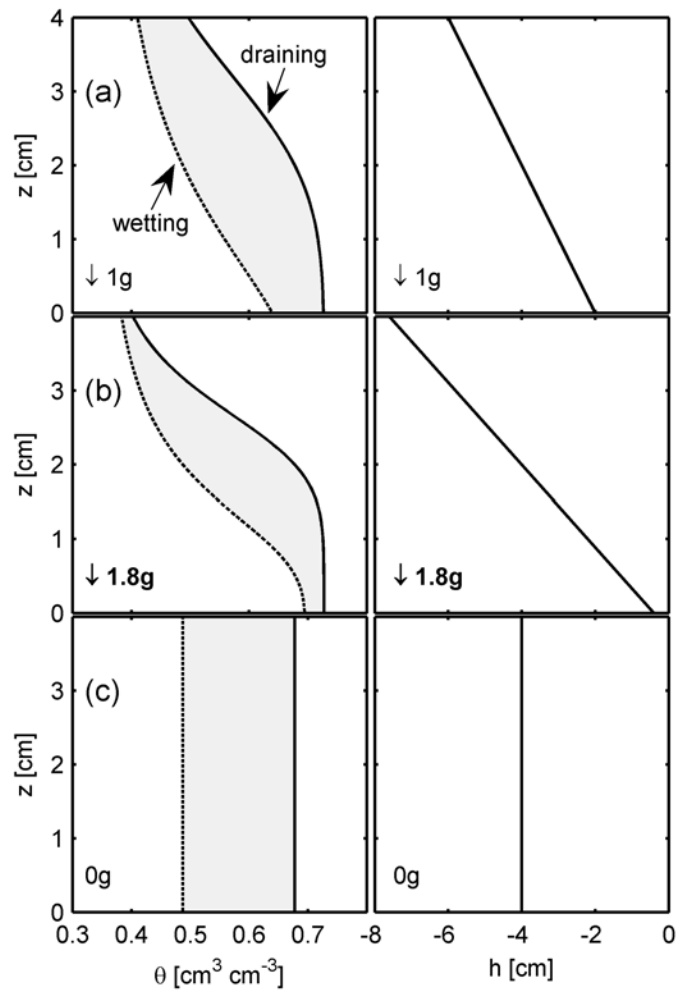 4
3
2
1
0
z [cm]
(a)
draining
wetting
↓ 1g
↓ 1g
3
2
1
0
z [cm]
(b)
↓ 1.8g
↓ 1.8g
3
2
1
0
z [cm]
(c)
0g
0g
0.3 0.4 0.5 0.6 0.7
-8 -6 -4 -2 0
θ [cm³ cm⁻³]
h [cm]